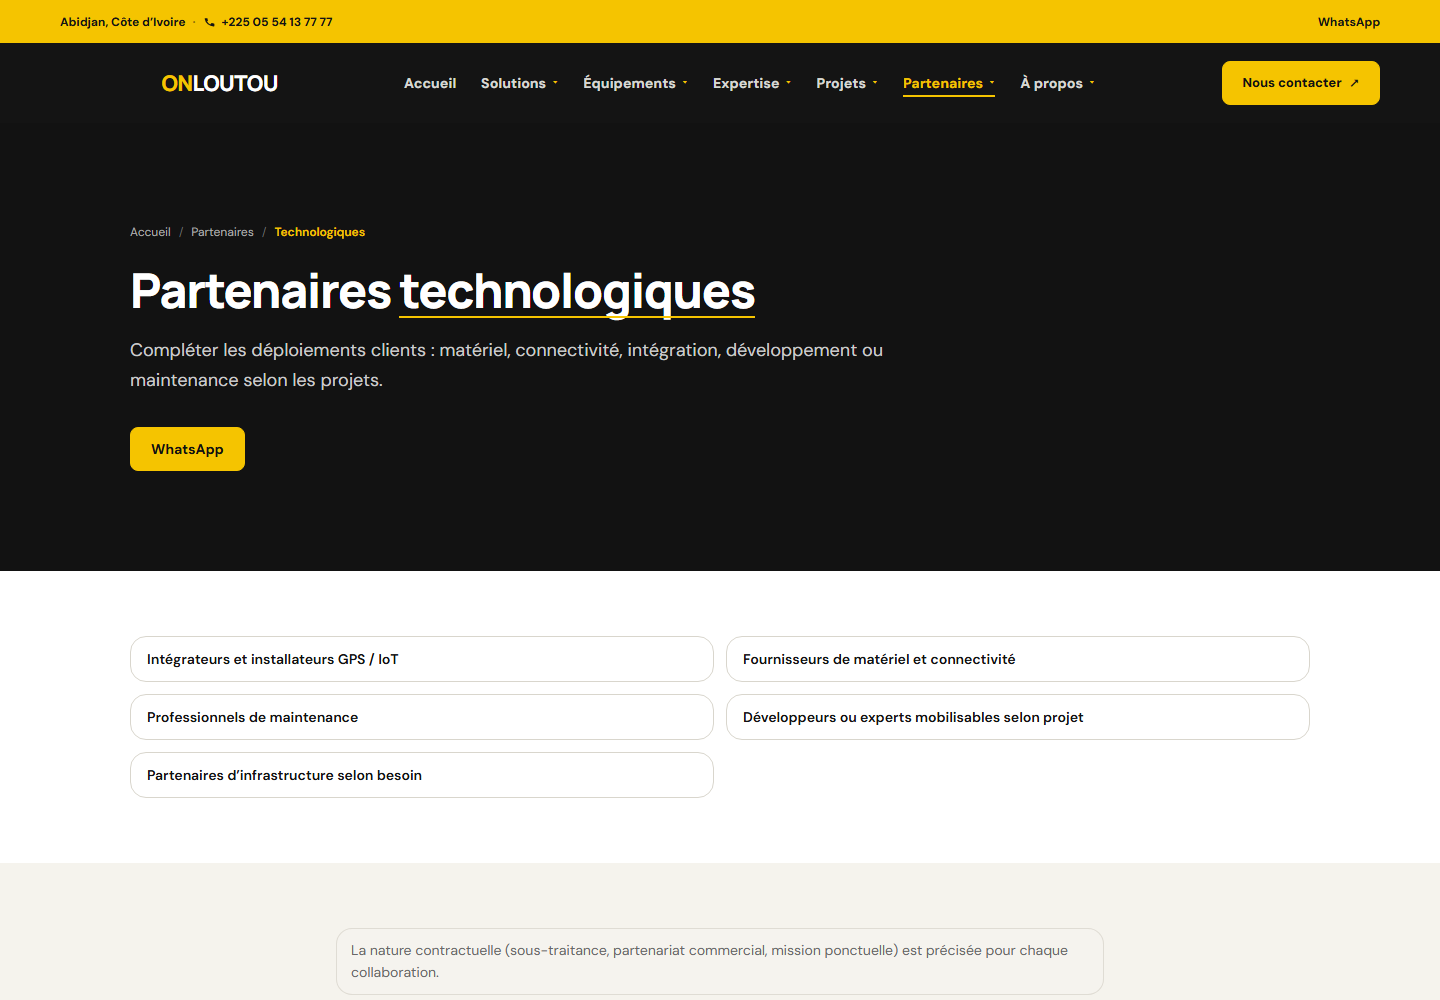 Abidjan, Côte d’Ivoire · +225 05 54 13 77 77
WhatsApp
ONLOUTOU
Accueil Solutions Équipements Expertise Projets Partenaires À propos
Nous contacter ↗
Accueil / Partenaires / Technologiques
Partenaires technologiques
Compléter les déploiements clients : matériel, connectivité, intégration, développement ou
maintenance selon les projets.
WhatsApp
Intégrateurs et installateurs GPS / IoT
Fournisseurs de matériel et connectivité
Professionnels de maintenance
Développeurs ou experts mobilisables selon projet
Partenaires d’infrastructure selon besoin
La nature contractuelle (sous-traitance, partenariat commercial, mission ponctuelle) est précisée pour chaque
collaboration.